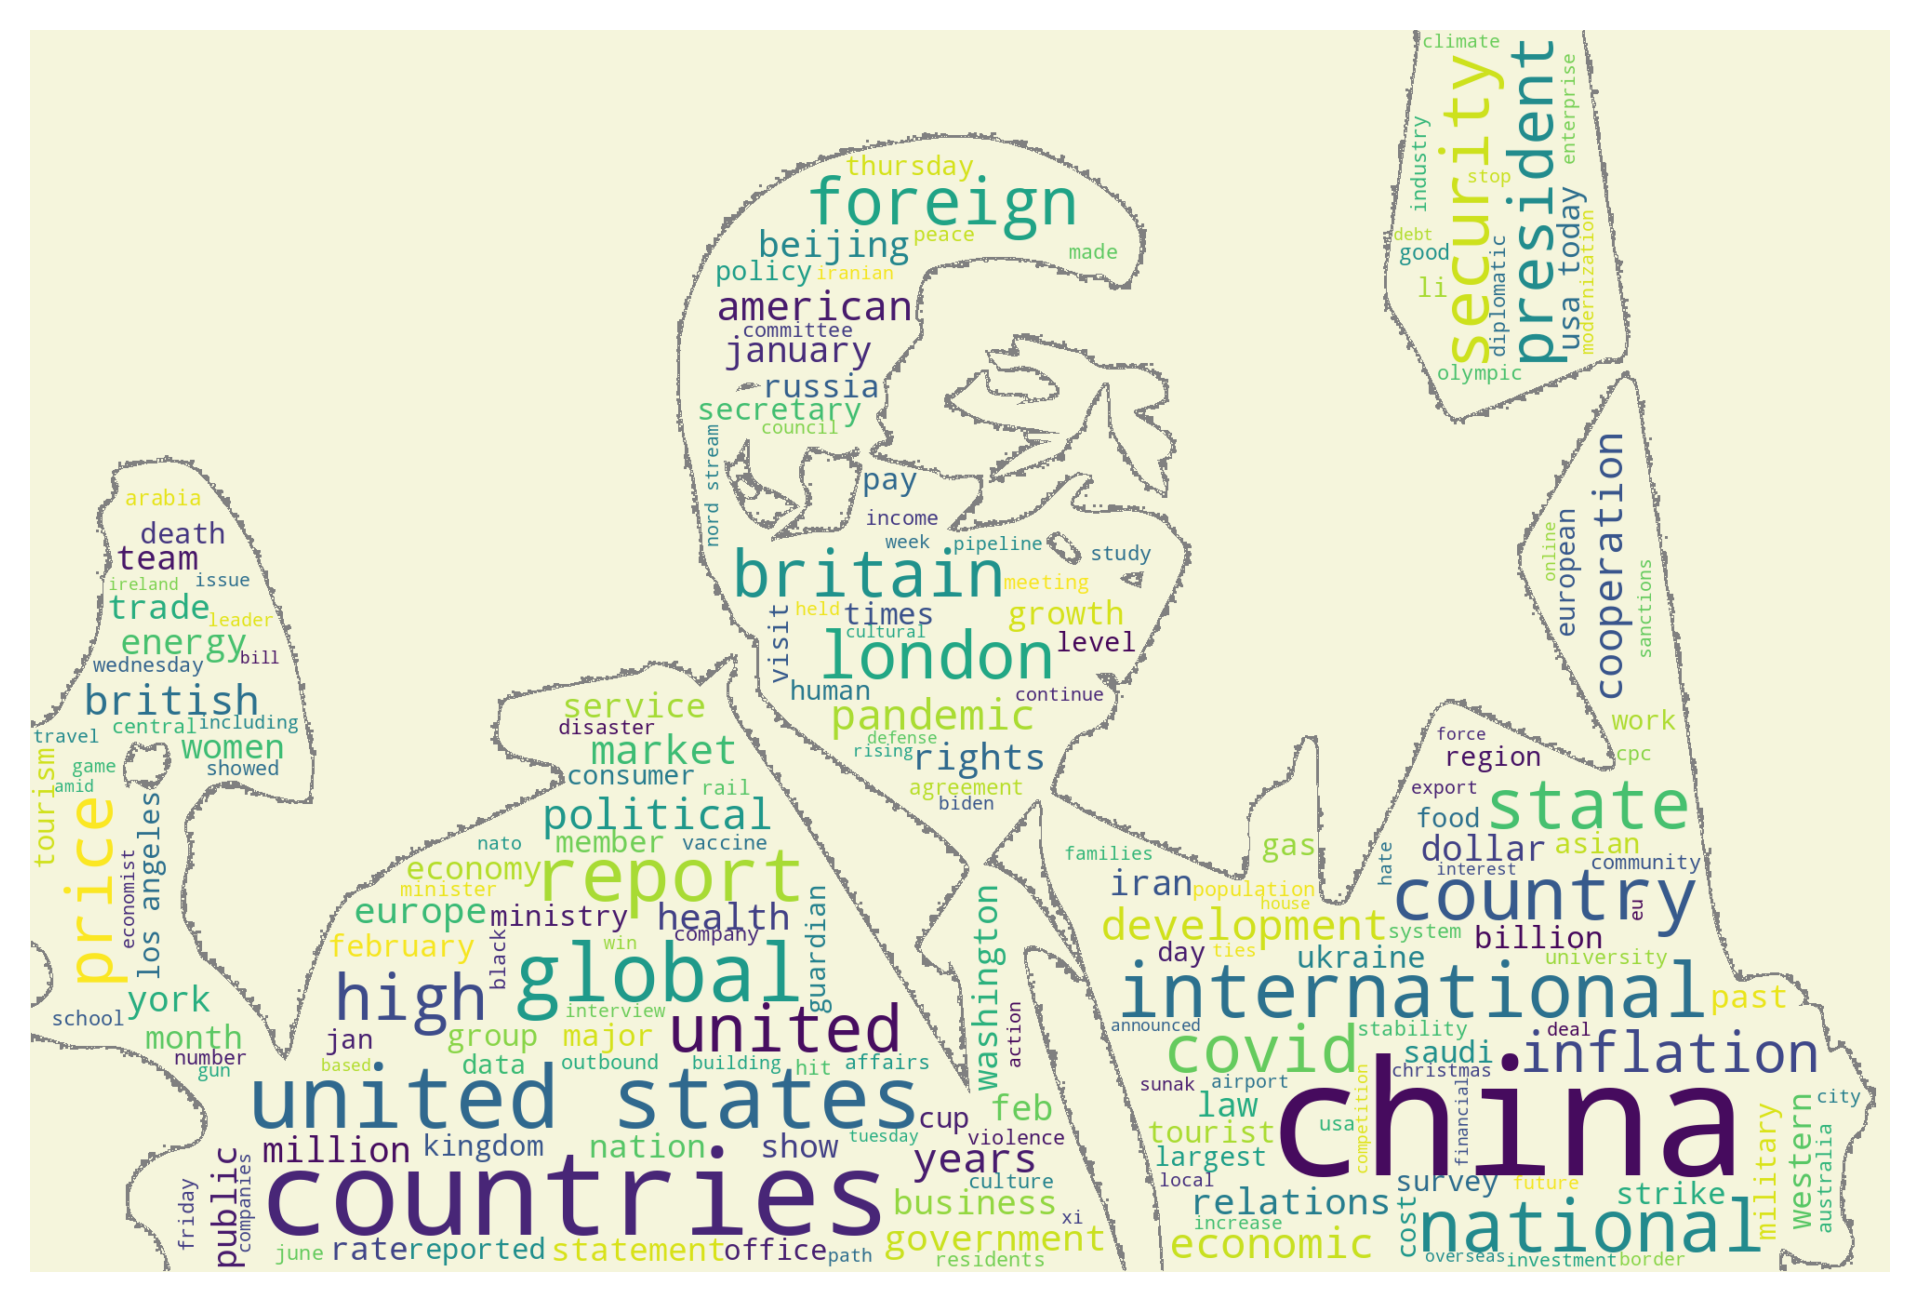 climate
security
president
enterprise
industry
stop
usa today
modernization
debt
good
diplomatic
li
olympic
thursday
foreign
beijing
peace
made
policy
iranian
american
committee
january
russia
secretary
council
nord stream
pay
income
week
pipeline
study
britain
meeting
held
times
growth
cultural
visit
london
level
human
continue
pandemic
defense
rising
rights
agreement
biden
cooperation
european
online
sanctions
work
cpc
arabia
death
team
ireland
issue
trade
leader
energy
wednesday
bill
british
central
including
travel
women
tourism
game
showed
amid
price
economist
los angeles
york
school
month
number
gun
service
disaster
market
consumer
rail
political
nato
member
vaccine
economy
report
minister
europe
ministry
health
guardian
february
black
win
company
high
global
interview
jan
group
major
united
washington
based
data
outbound
building
hit
affairs
action
united states
cup
feb
million
kingdom
nation
show
tuesday
violence
years
public
companies
friday
countries
culture
business
xi
june
rate
reported
statement
office
path
government
residents
force
region
export
state
food
gas
families
dollar
asian
hate
interest
community
iran
population
house
country
eu
development
system
billion
day
ties
ukraine
university
international
past
announced
stability
deal
covid
saudi
inflation
christmas
sunak
airport
competition
financial
china
law
usa
city
tourist
western
military
australia
largest
local
survey
future
strike
relations
cost
national
increase
economic
overseas
investment
border